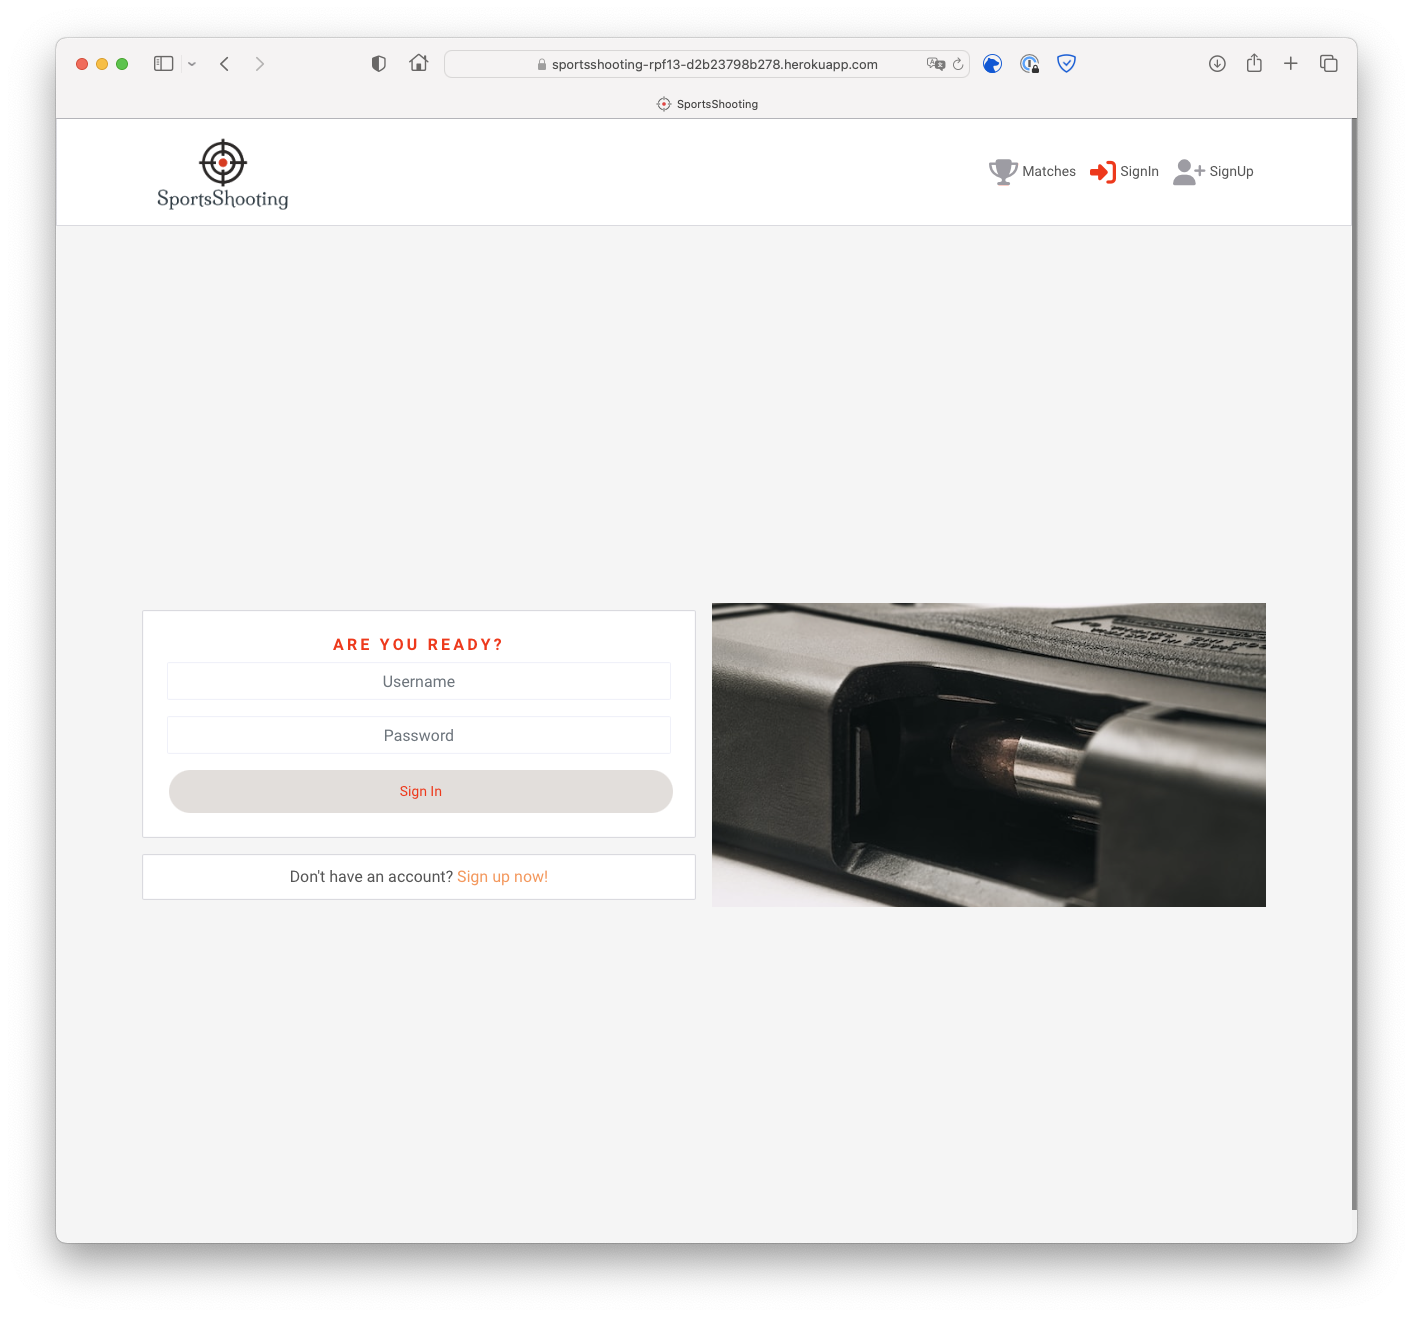 sportsshooting-rpf13-d2b23798b278.herokuapp.com
SportsShooting
SportsShooting
Matches
SignIn
SignUp
ARE YOU READY?
Username
Password
Sign In
Don't have an account? Sign up now!